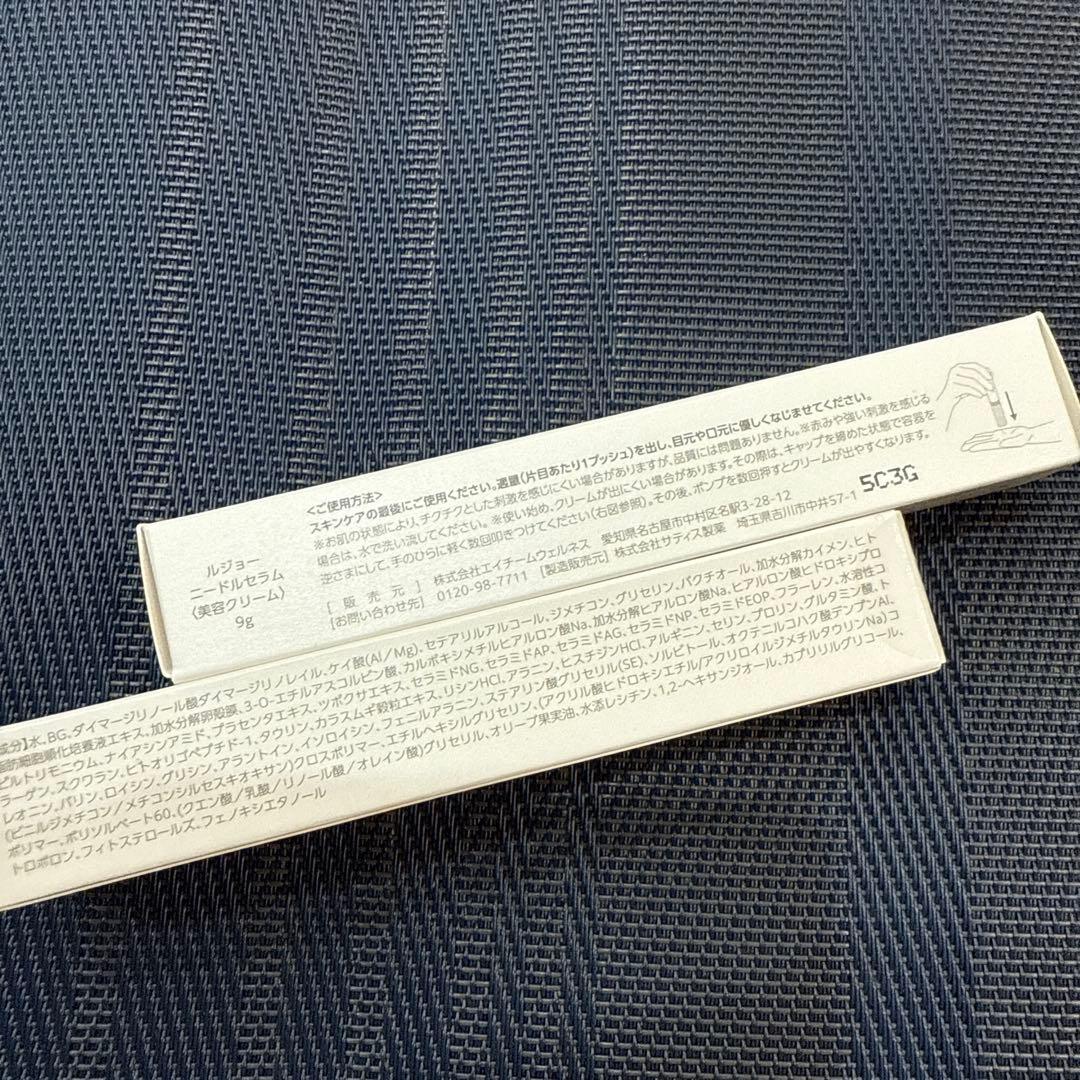 ルジョー
ニードルセラム
〈美容クリーム〉
9g
<ご使用方法>
スキンケアの最後にご使用ください。適量(片目あたり1プッシュ)を出し、目元や口元に優しくなじませてください。
※お肌の状態により、チクチクとした刺激を感じにくい場合がありますが、品質には問題ありません。※赤みや強い刺激を感じる
場合は、水で洗い流してください。※使い始め、クリームが出にくい場合があります。その際は、キャップを締めた状態で容器を
逆さまにして、手のひらに軽く数回叩きつけてください(右図参照)。その後、ポンプを数回押すとクリームが出やすくなります。
[販売元] 株式会社エイチームウェルネス 愛知県名古屋市中村区名駅3-28-12
[お問い合わせ先] 0120-98-7711 [製造販売元] 株式会社サティス製薬 埼玉県吉川市中井57-1
5C3G
成分】水、BG、ダイマージリノール酸ダイマージリノレイル、ケイ酸(Al/Mg)、セテアリルアルコール、ジメチコン、グリセリン、バクチオール、加水分解カイメン、ヒト
脂肪細胞順化培養液エキス、加水分解卵殻膜、3-O-エチルアスコルビン酸、カルボキシメチルヒアルロン酸Na、加水分解ヒアルロン酸Na、ヒアルロン酸ヒドロキシプロ
ピルトリモニウム、ナイアシンアミド、プラセンタエキス、ツボクサエキス、セラミドNG、セラミドAP、セラミドAG、セラミドNP、セラミドEOP、フラーレン、水溶性コ
ラーゲン、スクワラン、ヒトオリゴペプチド-1、タウリン、カラスムギ穀粒エキス、リシンHCl、アラニン、ヒスチジンHCl、アルギニン、セリン、プロリン、グルタミン酸、ト
レオニン、バリン、ロイシン、グリシン、アラントイン、イソロイシン、フェニルアラニン、ステアリン酸グリセリル(SE)、ソルビトール、オクテニルコハク酸デンプンAl、
(ビニルジメチコン/メチコンシルセスキオキサン)クロスポリマー、エチルヘキシルグリセリン、(アクリル酸ヒドロキシエチル/アクリロイルジメチルタウリンNa)コ
ポリマー、ポリソルベート60、(クエン酸/乳酸/リノール酸/オレイン酸)グリセリル、オリーブ果実油、水添レシチン、1,2-ヘキサンジオール、カプリリルグリコール、
トロポロン、フィトステロールズ、フェノキシエタノール